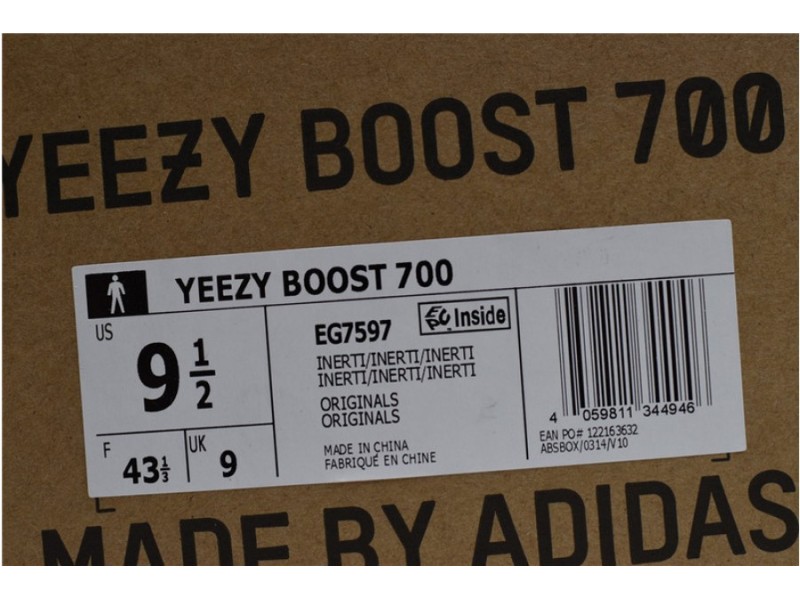 YEEZY BOOST 700
YEEZY BOOST 700
US
9 1/2
F
43 1/3
UK
9
EG7597
Inside
INERTI/INERTI/INERTI
INERTI/INERTI/INERTI
ORIGINALS
ORIGINALS
MADE IN CHINA
FABRIQUÉ EN CHINE
4 059811 344946
EAN PO# 122163632
ABSBOX/0314/V10
MADE BY ADIDAS